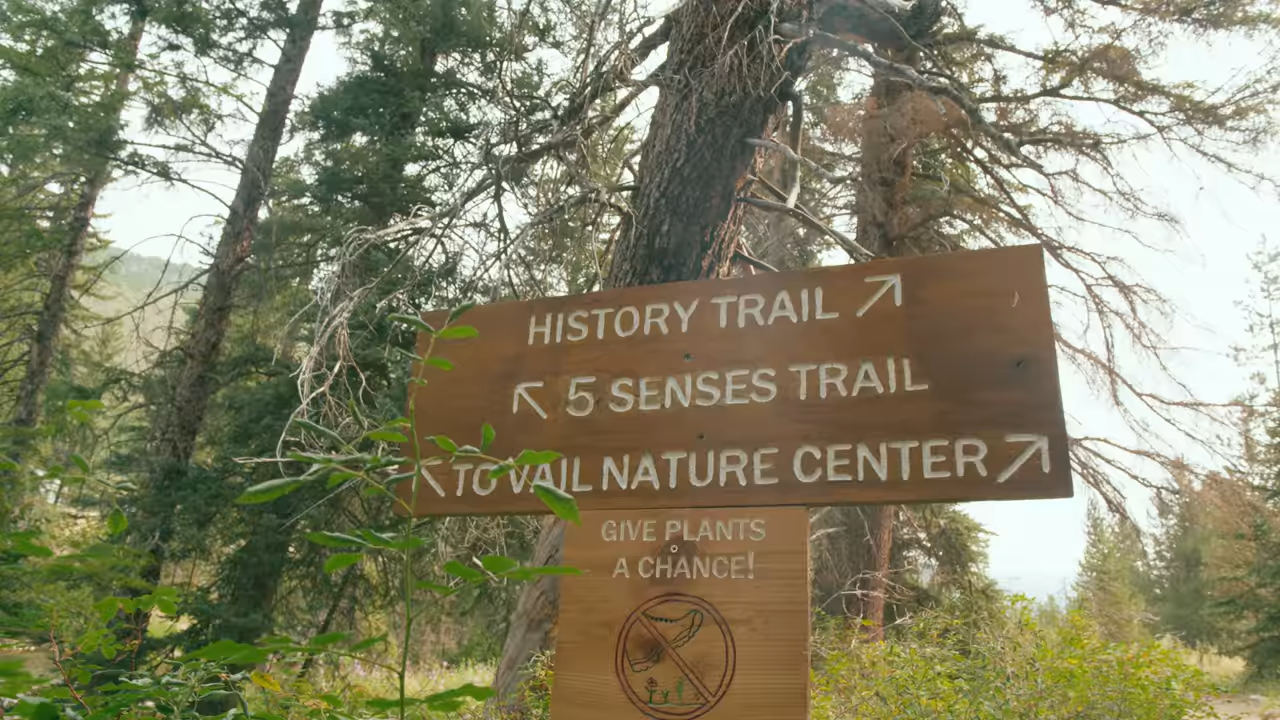 HISTORY TRAIL ↗
↖ 5 SENSES TRAIL
↖ TO VAIL NATURE CENTER ↗
GIVE PLANTS
A CHANCE!